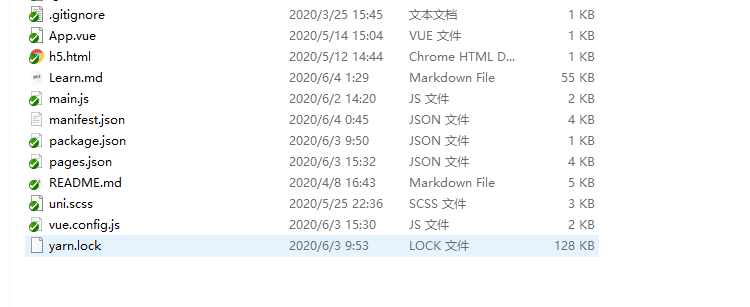 .gitignore 2020/3/25 15:45 文本文档 1 KB
App.vue 2020/5/14 15:04 VUE 文件 2 KB
h5.html 2020/5/12 14:44 Chrome HTML D... 1 KB
Learn.md 2020/6/4 1:29 Markdown File 55 KB
main.js 2020/6/2 14:20 JS 文件 2 KB
manifest.json 2020/6/4 0:45 JSON 文件 4 KB
package.json 2020/6/3 9:50 JSON 文件 1 KB
pages.json 2020/6/3 15:32 JSON 文件 4 KB
README.md 2020/4/8 16:43 Markdown File 5 KB
uni.scss 2020/5/25 22:36 SCSS 文件 3 KB
vue.config.js 2020/6/3 15:30 JS 文件 2 KB
yarn.lock 2020/6/3 9:53 LOCK 文件 128 KB